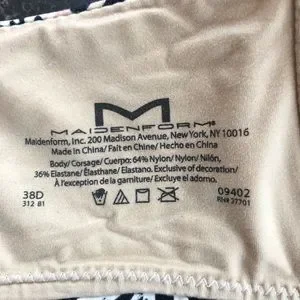 M
MAIDENFORM®
Maidenform, Inc. 200 Madison Avenue, New York, NY 10016
Made in China/ Fait en Chine/ Hecho en China
Body/ Corsage/ Cuerpo: 64% Nylon/ Nylon/ Nilón,
36% Elastane/ Élasthane/ Elastano. Exclusive of decoration/
À l'exception de la garniture/ Excluye el adorno.
38D 09402
312 81 RN# 27701